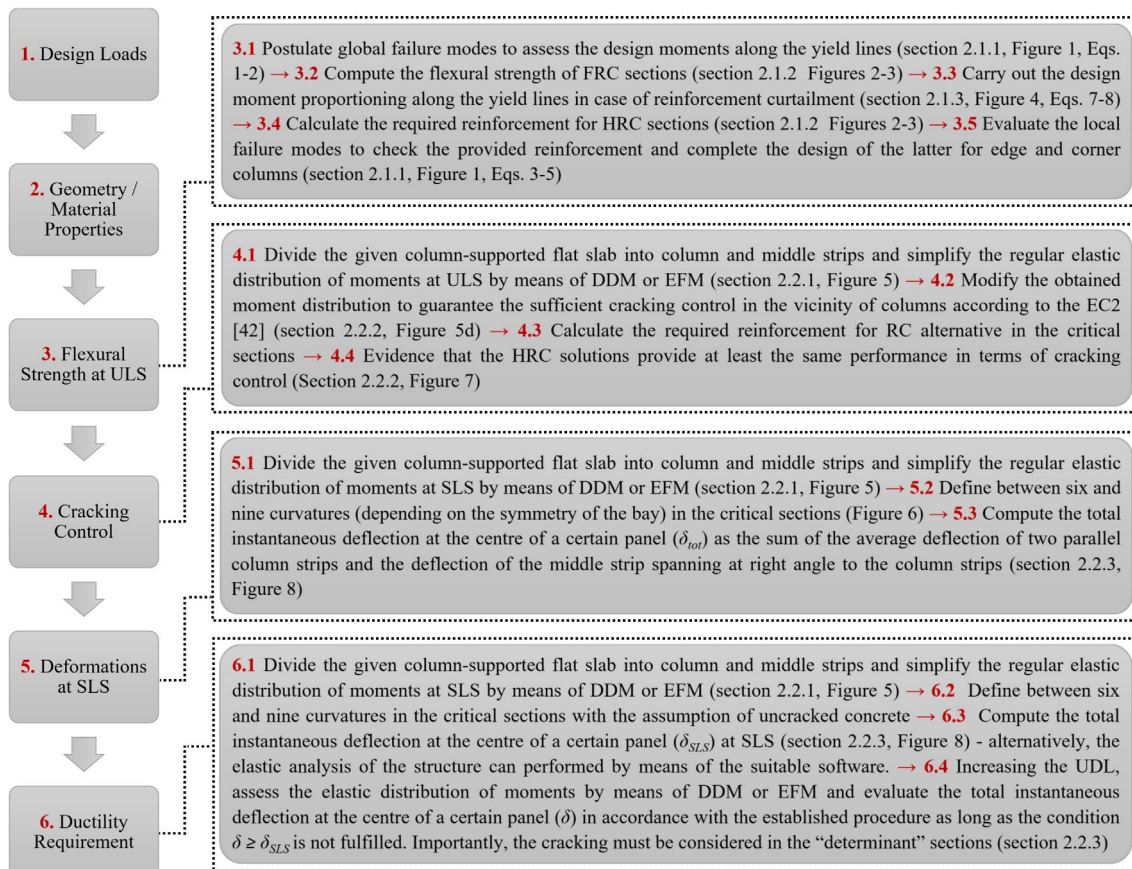 1. Design Loads
2. Geometry /
Material
Properties
3. Flexural
Strength at ULS
4. Cracking
Control
5. Deformations
at SLS
6. Ductility
Requirement
3.1 Postulate global failure modes to assess the design moments along the yield lines (section 2.1.1, Figure 1, Eqs.
1-2) → 3.2 Compute the flexural strength of FRC sections (section 2.1.2 Figures 2-3) → 3.3 Carry out the design
moment proportioning along the yield lines in case of reinforcement curtailment (section 2.1.3, Figure 4, Eqs. 7-8)
→ 3.4 Calculate the required reinforcement for HRC sections (section 2.1.2 Figures 2-3) → 3.5 Evaluate the local
failure modes to check the provided reinforcement and complete the design of the latter for edge and corner
columns (section 2.1.1, Figure 1, Eqs. 3-5)
4.1 Divide the given column-supported flat slab into column and middle strips and simplify the regular elastic
distribution of moments at ULS by means of DDM or EFM (section 2.2.1, Figure 5) → 4.2 Modify the obtained
moment distribution to guarantee the sufficient cracking control in the vicinity of columns according to the EC2
[42] (section 2.2.2, Figure 5d) → 4.3 Calculate the required reinforcement for RC alternative in the critical
sections → 4.4 Evidence that the HRC solutions provide at least the same performance in terms of cracking
control (Section 2.2.2, Figure 7)
5.1 Divide the given column-supported flat slab into column and middle strips and simplify the regular elastic
distribution of moments at SLS by means of DDM or EFM (section 2.2.1, Figure 5) → 5.2 Define between six and
nine curvatures (depending on the symmetry of the bay) in the critical sections (Figure 6) → 5.3 Compute the total
instantaneous deflection at the centre of a certain panel (δtot) as the sum of the average deflection of two parallel
column strips and the deflection of the middle strip spanning at right angle to the column strips (section 2.2.3,
Figure 8)
6.1 Divide the given column-supported flat slab into column and middle strips and simplify the regular elastic
distribution of moments at SLS by means of DDM or EFM (section 2.2.1, Figure 5) → 6.2 Define between six
and nine curvatures in the critical sections with the assumption of uncracked concrete → 6.3 Compute the total
instantaneous deflection at the centre of a certain panel (δSLS) at SLS (section 2.2.3, Figure 8) - alternatively, the
elastic analysis of the structure can performed by means of the suitable software. → 6.4 Increasing the UDL,
assess the elastic distribution of moments by means of DDM or EFM and evaluate the total instantaneous
deflection at the centre of a certain panel (δ) in accordance with the established procedure as long as the condition
δ ≥ δSLS is not fulfilled. Importantly, the cracking must be considered in the “determinant” sections (section 2.2.3)